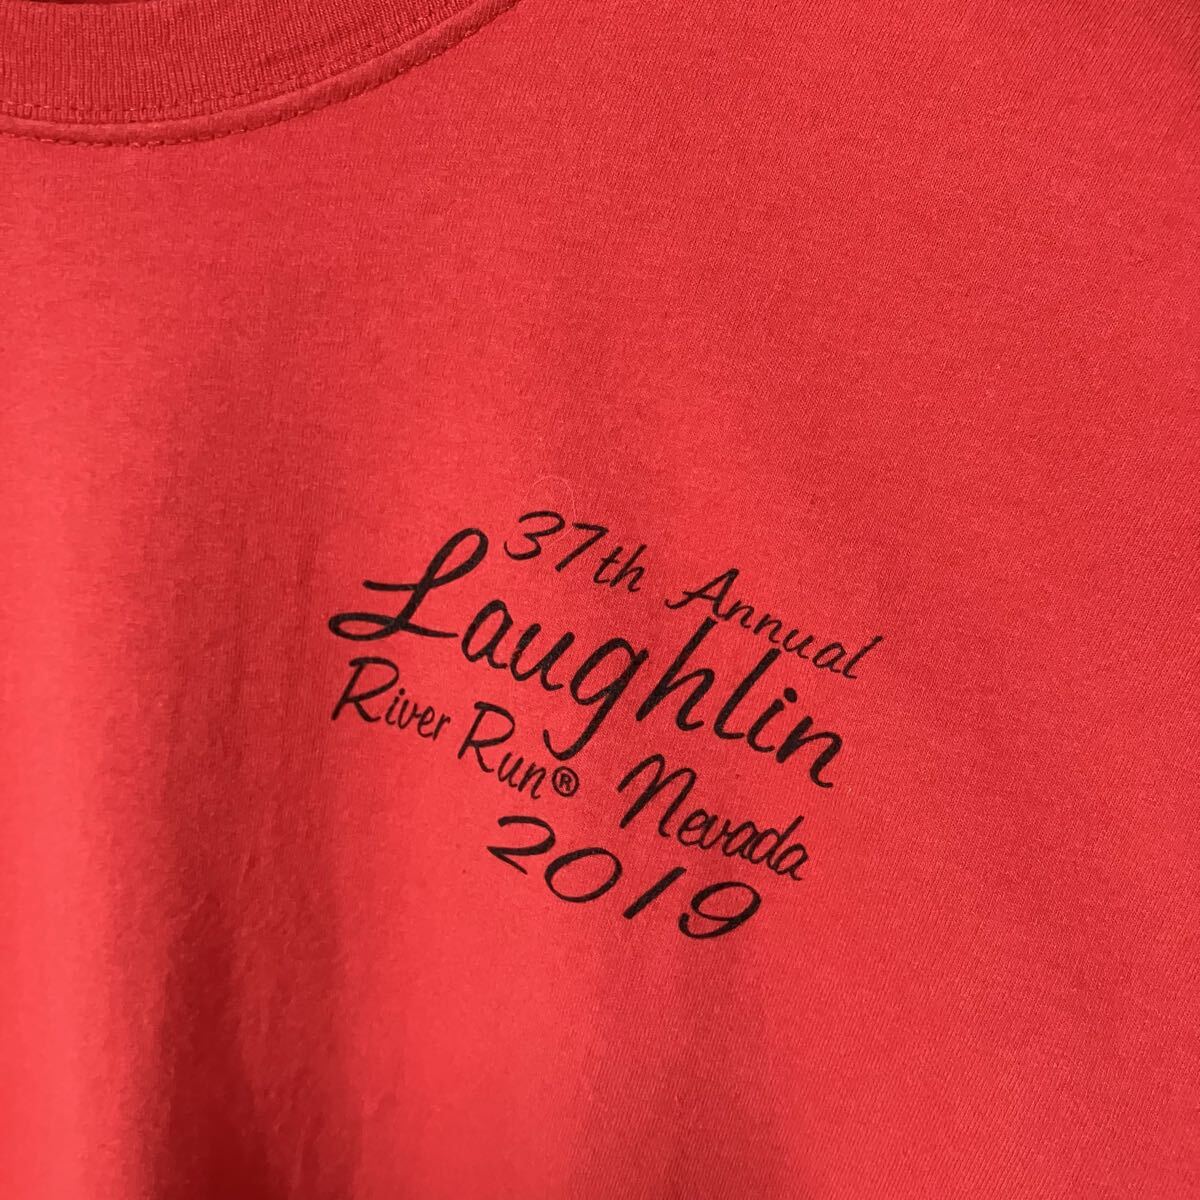 37th Annual
Laughlin
River Run® Nevada
2019